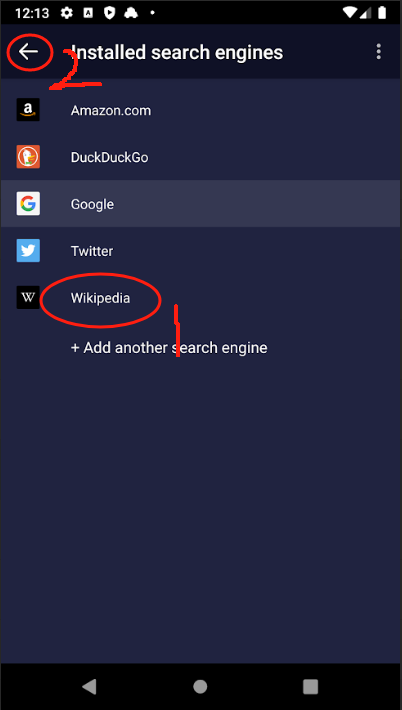 12:13
Installed search engines
2
Amazon.com
DuckDuckGo
Google
Twitter
Wikipedia
1
+ Add another search engine